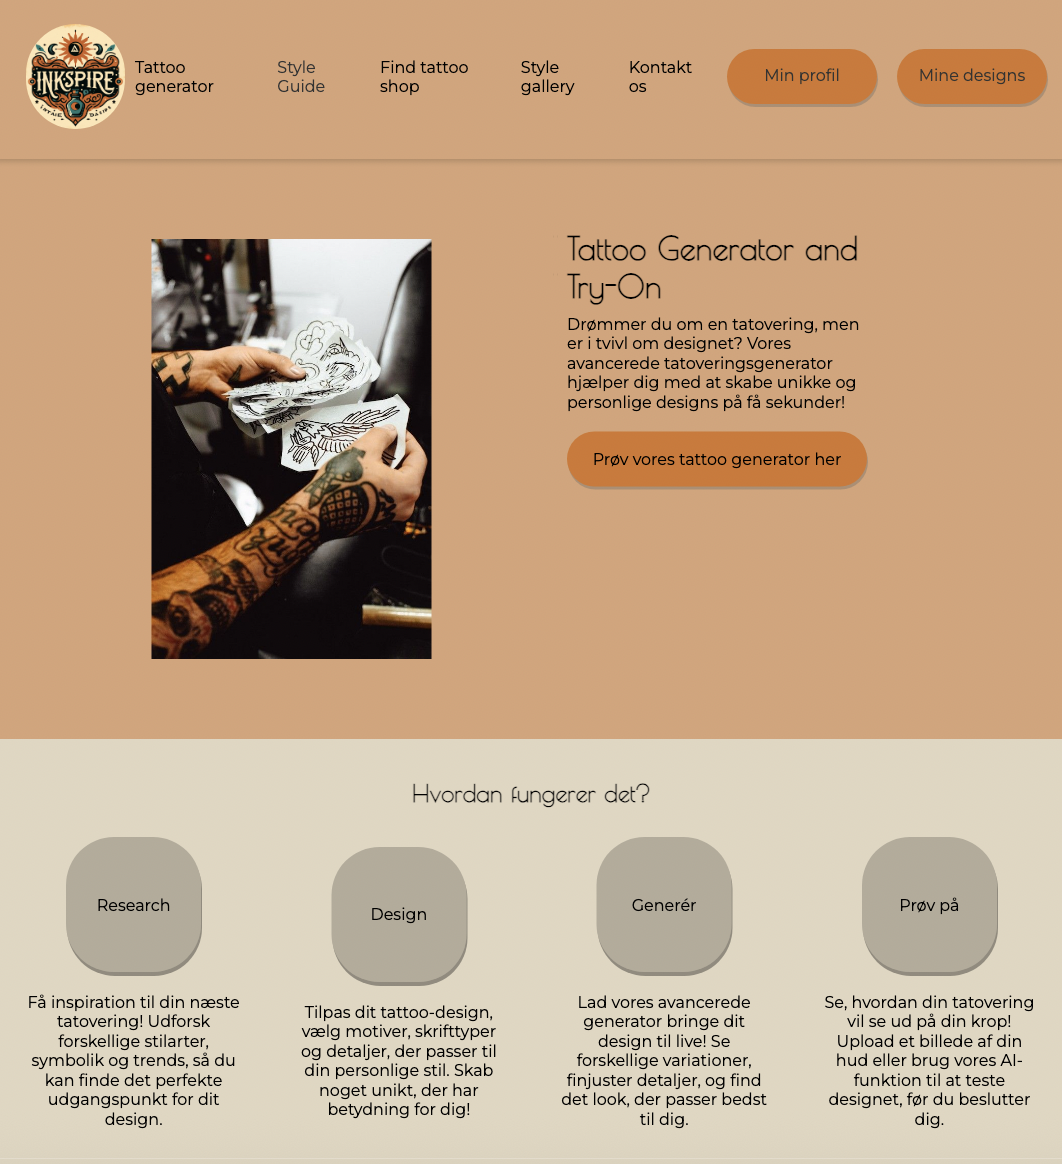 INKSPIRE
Tattoo
generator
Style
Guide
Find tattoo
shop
Style
gallery
Kontakt
os
Min profil
Mine designs
Tattoo Generator and
Try-On
Drømmer du om en tatovering, men
er i tvivl om designet? Vores
avancerede tatoveringsgenerator
hjælper dig med at skabe unikke og
personlige designs på få sekunder!
Prøv vores tattoo generator her
Hvordan fungerer det?
Research
Få inspiration til din næste
tatovering! Udforsk
forskellige stilarter,
symbolik og trends, så du
kan finde det perfekte
udgangspunkt for dit
design.
Design
Tilpas dit tattoo-design,
vælg motiver, skrifttyper
og detaljer, der passer til
din personlige stil. Skab
noget unikt, der har
betydning for dig!
Generér
Lad vores avancerede
generator bringe dit
design til live! Se
forskellige variationer,
finjuster detaljer, og find
det look, der passer bedst
til dig.
Prøv på
Se, hvordan din tatovering
vil se ud på din krop!
Upload et billede af din
hud eller brug vores AI-
funktion til at teste
designet, før du beslutter
dig.